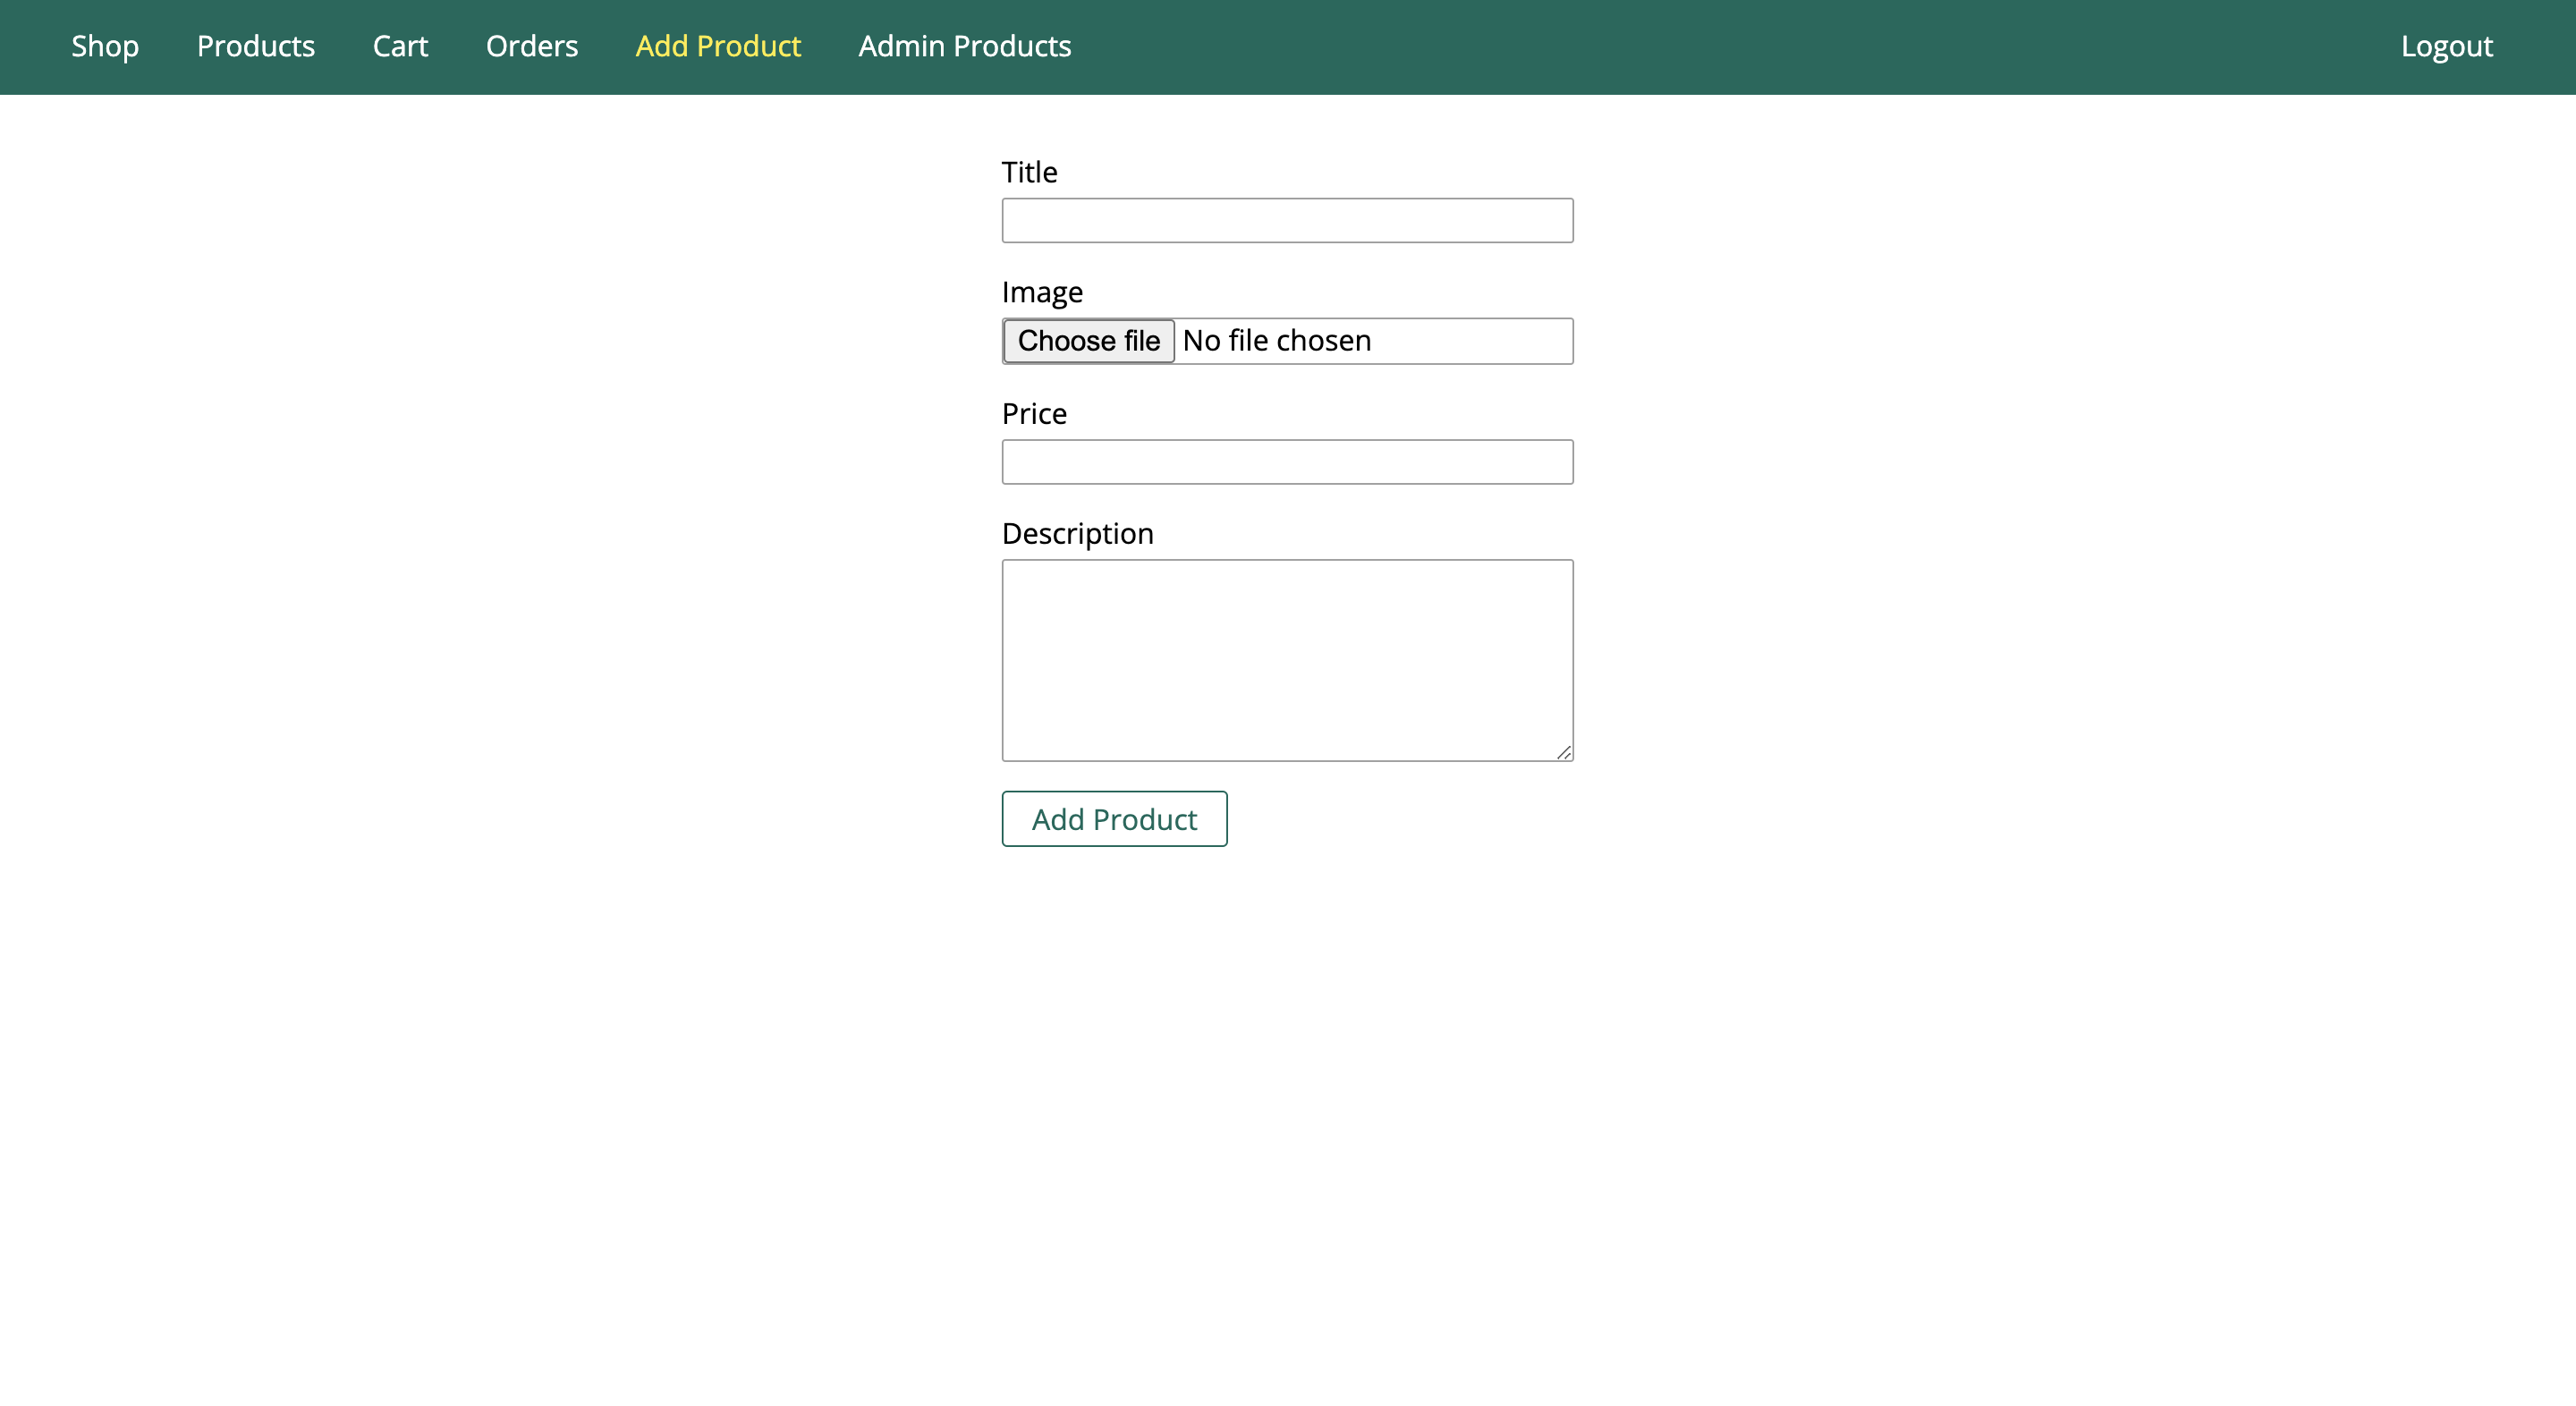 Shop Products Cart Orders Add Product Admin Products Logout
Title
Image
Choose file No file chosen
Price
Description
Add Product